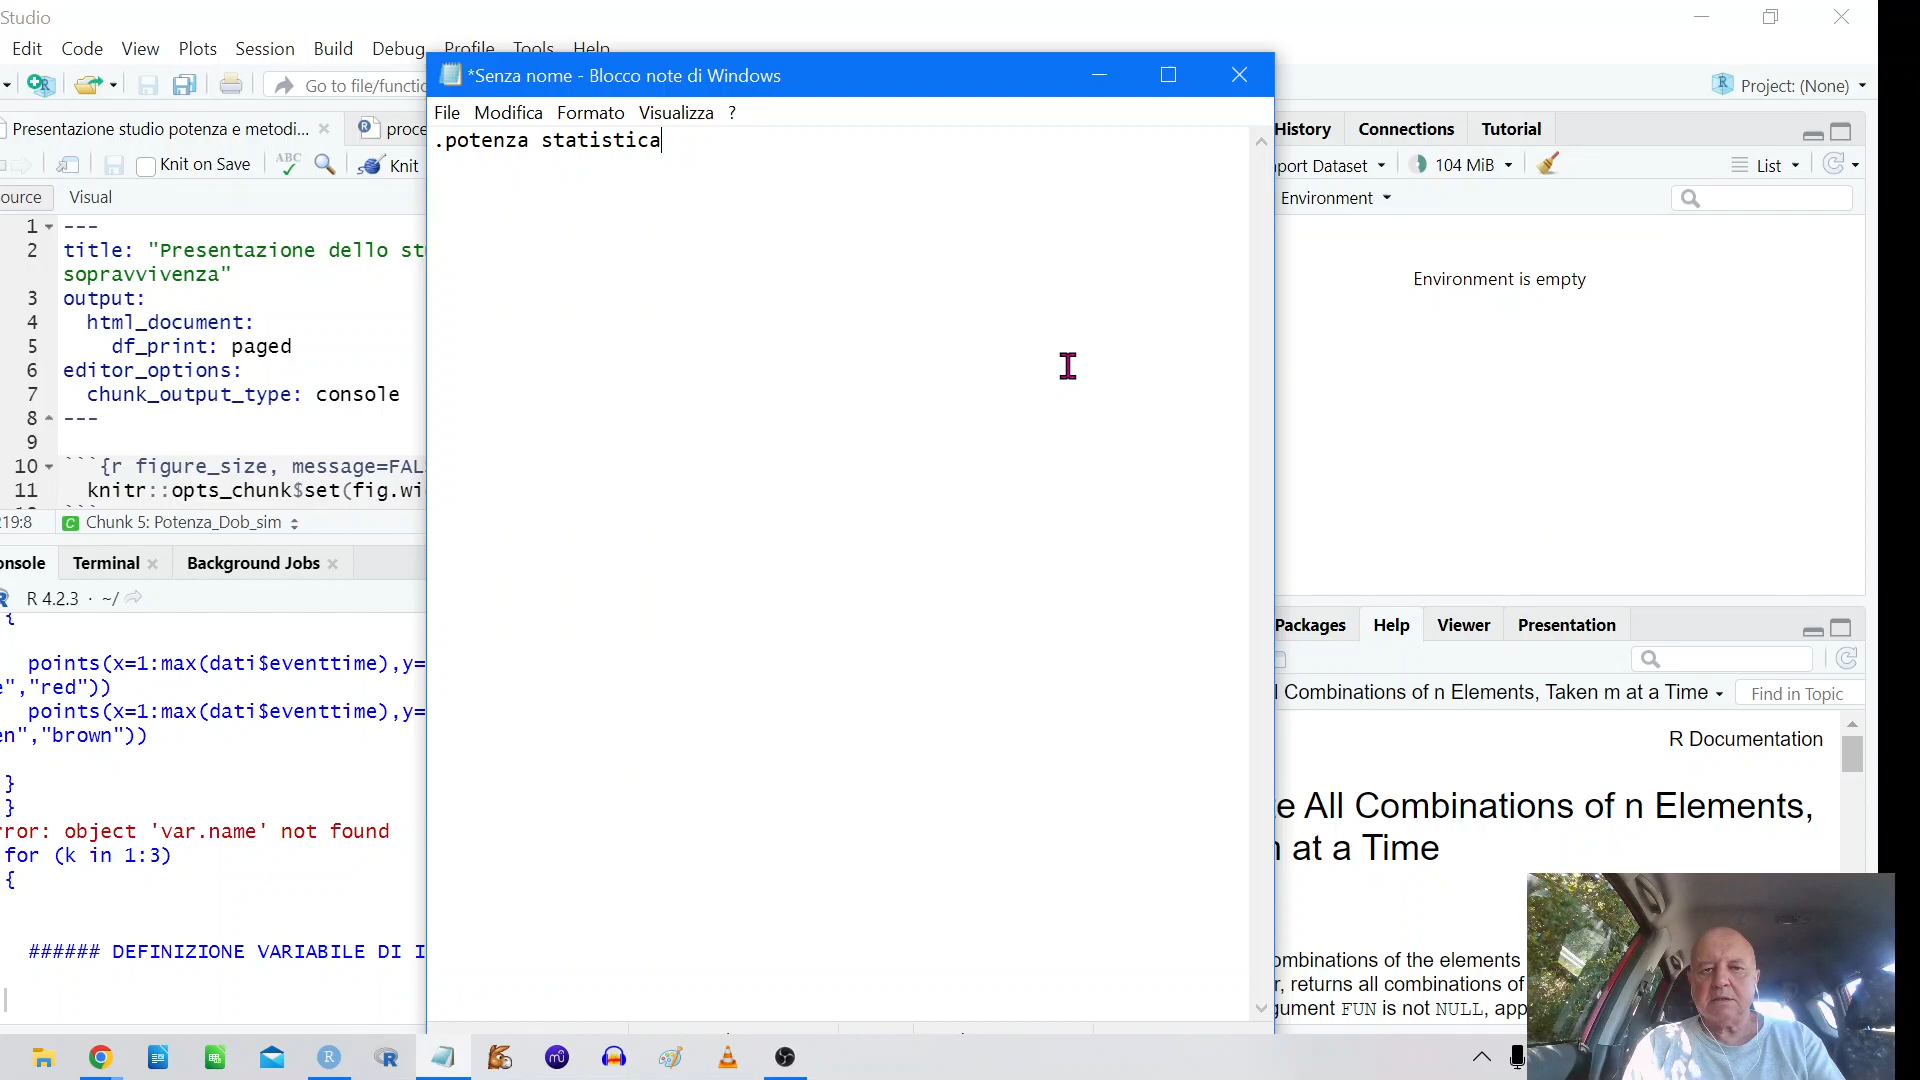 Studio
Edit Code View Plots Session Build Debug Profile Tools Help
Go to file/functio
Project: (None)
*Senza nome - Blocco note di Windows
File Modifica Formato Visualizza ?
.potenza statistica
Presentazione studio potenza e metodi...
proce
Knit on Save
ABC
Knit
ource Visual
1 ---
2 title: "Presentazione dello st
sopravvivenza"
3 output:
4 html_document:
5 df_print: paged
6 editor_options:
7 chunk_output_type: console
8 ---
9
10 ```{r figure_size, message=FAL
11 knitr::opts_chunk$set(fig.wi
219:8 Chunk 5: Potenza_Dob_sim
onsole Terminal Background Jobs
R 4.2.3 · ~/
{
points(x=1:max(dati$eventtime),y=
e","red"))
points(x=1:max(dati$eventtime),y=
en","brown"))
}
}
rror: object 'var.name' not found
for (k in 1:3)
{
###### DEFINIZIONE VARIABILE DI I
History Connections Tutorial
port Dataset 104 MiB List
Environment
Environment is empty
Packages Help Viewer Presentation
l Combinations of n Elements, Taken m at a Time Find in Topic
R Documentation
e All Combinations of n Elements,
at a Time
ombinations of the elements
r, returns all combinations of
gument FUN is not NULL, app